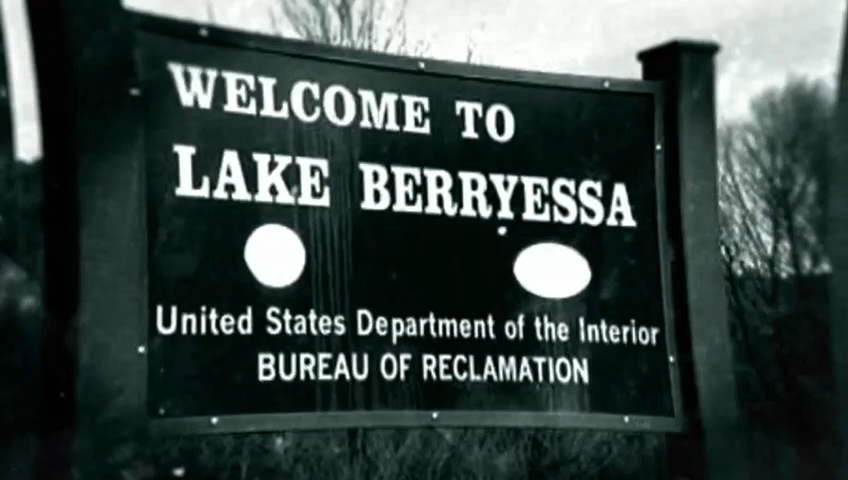 WELCOME TO
LAKE BERRYESSA
United States Department of the Interior
BUREAU OF RECLAMATION